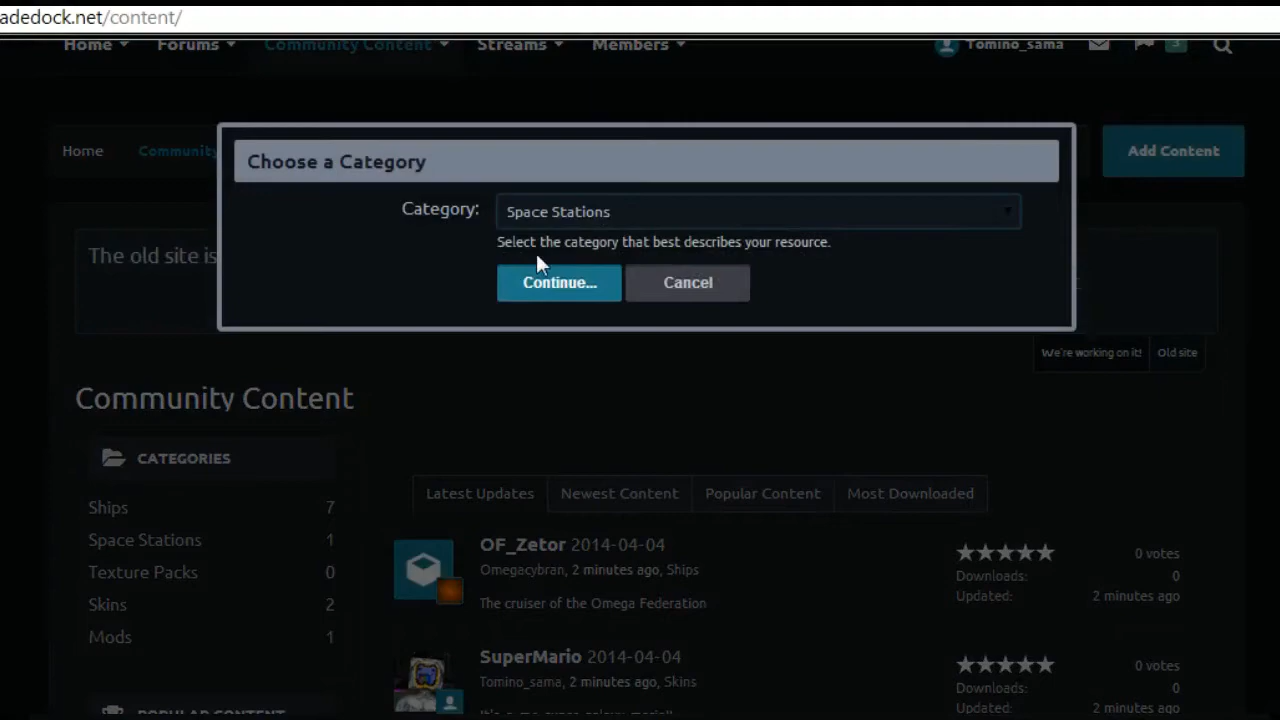 adedock.net/content/
Home Forums Community Content Streams Members Tomino_sama 3
Home Community
Choose a Category
Add Content
Category: Space Stations
Select the category that best describes your resource.
Continue... Cancel
The old site is
We're working on it! Old site
Community Content
CATEGORIES
Ships 7
Space Stations 1
Texture Packs 0
Skins 2
Mods 1
POPULAR CONTENT
Latest Updates Newest Content Popular Content Most Downloaded
OF_Zetor 2014-04-04
Omegacybran, 2 minutes ago, Ships
The cruiser of the Omega Federation
0 votes
Downloads: 0
Updated: 2 minutes ago
SuperMario 2014-04-04
Tomino_sama, 2 minutes ago, Skins
0 votes
Downloads: 0
Updated: 2 minutes ago